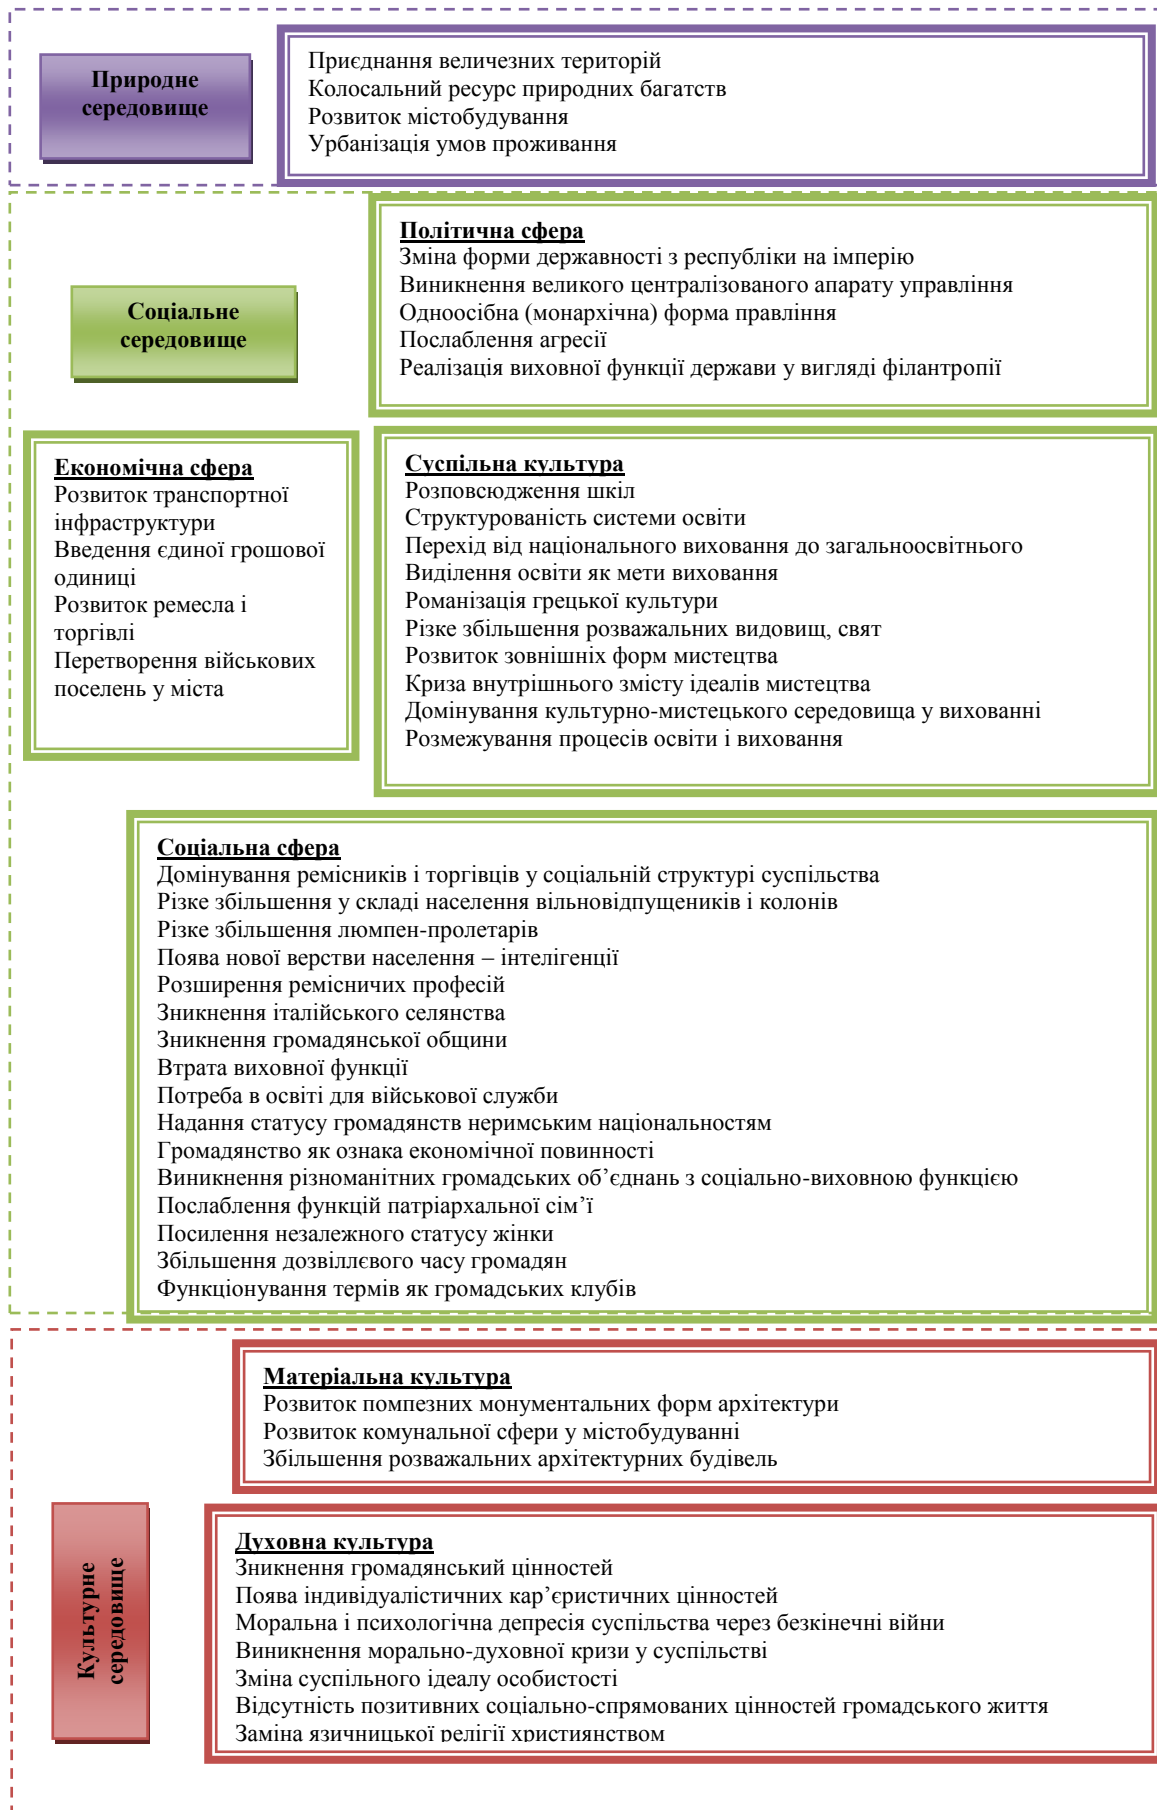 Природне
середовище
Приєднання величезних територій
Колосальний ресурс природних багатств
Розвиток містобудування
Урбанізація умов проживання
Соціальне
середовище
Політична сфера
Зміна форми державності з республіки на імперію
Виникнення великого централізованого апарату управління
Одноосібна (монархічна) форма правління
Послаблення агресії
Реалізація виховної функції держави у вигляді філантропії
Економічна сфера
Розвиток транспортної
інфраструктури
Введення єдиної грошової
одиниці
Розвиток ремесла і
торгівлі
Перетворення військових
поселень у міста
Суспільна культура
Розповсюдження шкіл
Структурованість системи освіти
Перехід від національного виховання до загальноосвітнього
Виділення освіти як мети виховання
Романізація грецької культури
Різке збільшення розважальних видовищ, свят
Розвиток зовнішніх форм мистецтва
Криза внутрішнього змісту ідеалів мистецтва
Домінування культурно-мистецького середовища у вихованні
Розмежування процесів освіти і виховання
Соціальна сфера
Домінування ремісників і торгівців у соціальній структурі суспільства
Різке збільшення у складі населення вільновідпущеників і колонів
Різке збільшення люмпен-пролетарів
Поява нової верстви населення – інтелігенції
Розширення ремісничих професій
Зникнення італійського селянства
Зникнення громадянської общини
Втрата виховної функції
Потреба в освіті для військової служби
Надання статусу громадянств неримським національностям
Громадянство як ознака економічної повинності
Виникнення різноманітних громадських об’єднань з соціально-виховною функцією
Послаблення функцій патріархальної сім’ї
Посилення незалежного статусу жінки
Збільшення дозвіллєвого часу громадян
Функціонування термів як громадських клубів
Матеріальна культура
Розвиток помпезних монументальних форм архітектури
Розвиток комунальної сфери у містобудуванні
Збільшення розважальних архітектурних будівель
Культурне
середовище
Духовна культура
Зникнення громадянський цінностей
Поява індивідуалістичних кар’єристичних цінностей
Моральна і психологічна депресія суспільства через безкінечні війни
Виникнення морально-духовної кризи у суспільстві
Зміна суспільного ідеалу особистості
Відсутність позитивних соціально-спрямованих цінностей громадського життя
Заміна язичницької релігії християнством